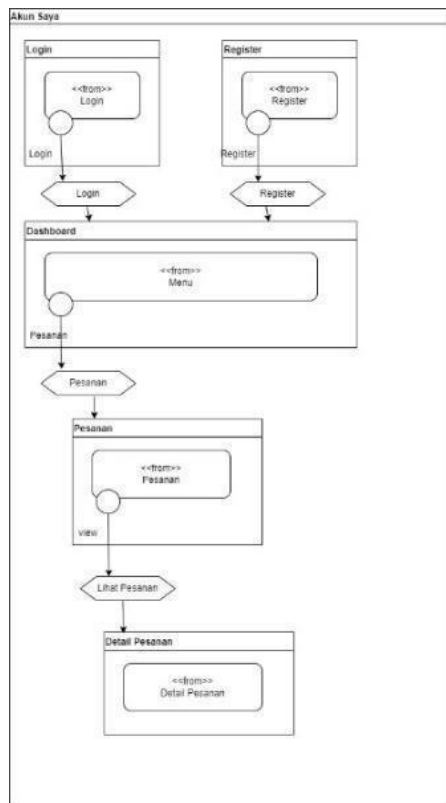 Akun Saya
Login
Register
<<from>>
Login
<<from>>
Register
Login
Register
Login
Register
Dashboard
<<from>>
Menu
Pesanan
Pesanan
Pesanan
<<from>>
Pesanan
view
Lihat Pesanan
Detail Pesanan
<<from>>
Detail Pesanan